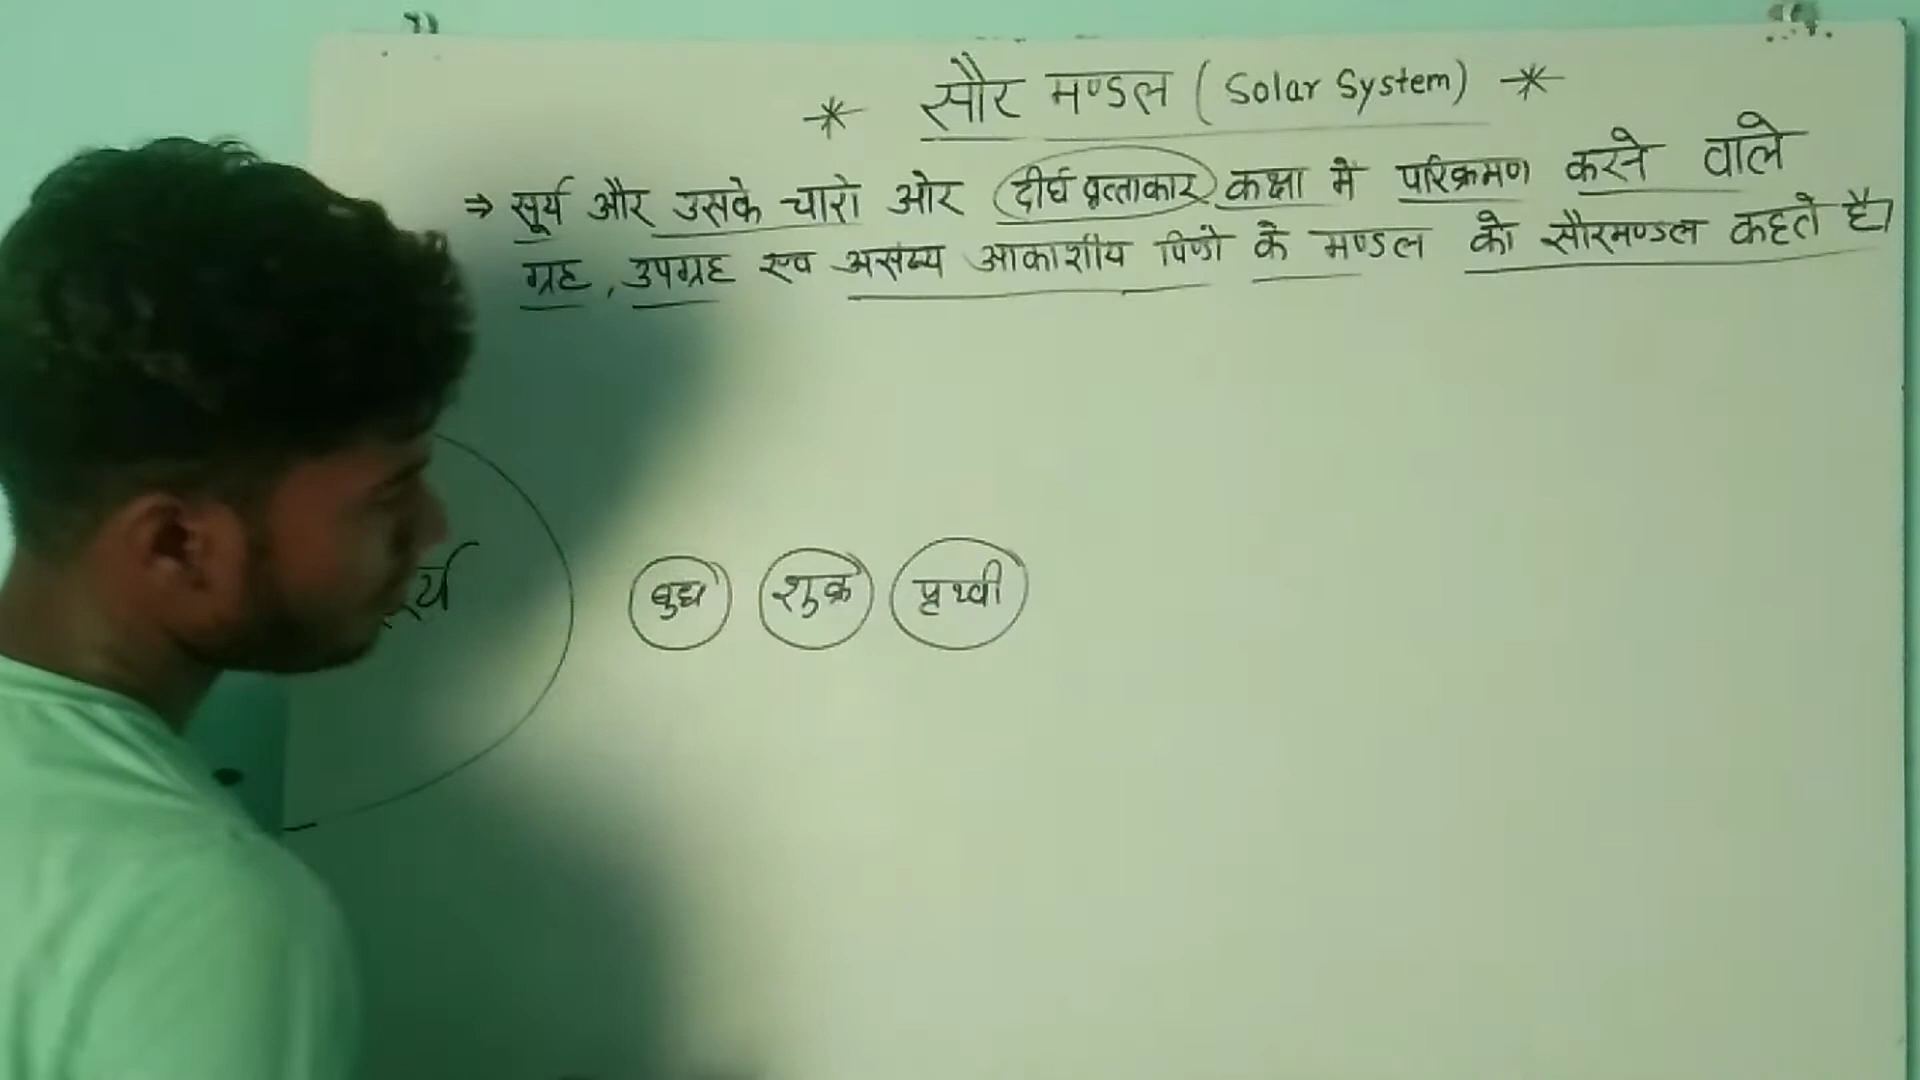 * सौर मण्डल (Solar System) *
⇒ सूर्य और उसके चारो ओर दीर्घ वृत्ताकार कक्षा मे परिक्रमण करने वाले
ग्रह, उपग्रह एव असंख्य आकाशीय पिण्डो के मण्डल को सौरमण्डल कहते है।
बुध शुक्र पृथ्वी